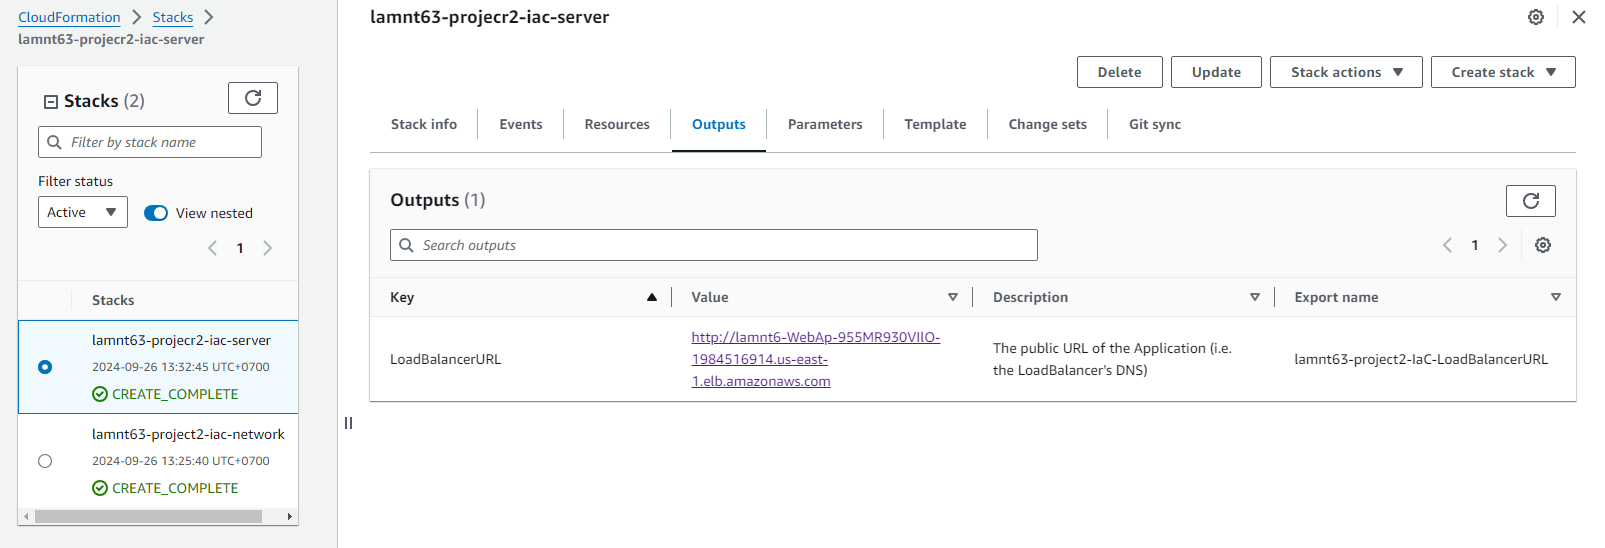 CloudFormation > Stacks >
lamnt63-projecr2-iac-server
Stacks (2)
Filter by stack name
Filter status
Active
View nested
1
Stacks
lamnt63-projecr2-iac-server
2024-09-26 13:32:45 UTC+0700
CREATE_COMPLETE
lamnt63-project2-iac-network
2024-09-26 13:25:40 UTC+0700
CREATE_COMPLETE
lamnt63-projecr2-iac-server
Delete Update Stack actions Create stack
Stack info Events Resources Outputs Parameters Template Change sets Git sync
Outputs (1)
Search outputs
1
Key Value Description Export name
LoadBalancerURL
http://lamnt6-WebAp-955MR930VIlO-
1984516914.us-east-
1.elb.amazonaws.com
The public URL of the Application (i.e.
the LoadBalancer's DNS)
lamnt63-project2-IaC-LoadBalancerURL